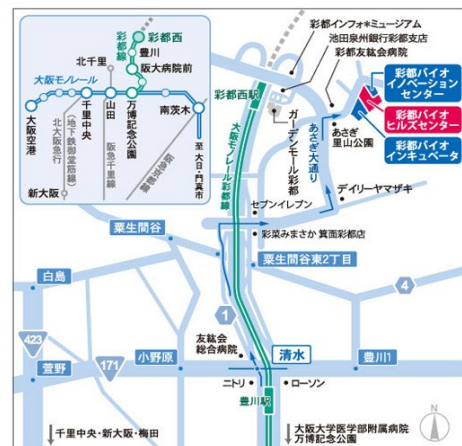 彩都西
彩都線
豊川
阪大病院前
北千里
大阪モノレール
千里中央
山田
万博記念公園
南茨木
大阪空港
(地下鉄御堂筋線)
北大阪急行
阪急千里線
阪急京都線
至 大日・門真市
新大阪
彩都インフォ*ミュージアム
池田泉州銀行彩都支店
彩都友紘会病院
彩都西駅
ガーデンモール彩都
大阪モノレール彩都線
あさぎ大通り
あさぎ
里山公園
彩都バイオ
イノベーション
センター
彩都バイオ
ヒルズセンター
彩都バイオ
インキュベータ
デイリーヤマザキ
セブンイレブン
彩菜みまさか 箕面彩都店
粟生間谷
粟生間谷東2丁目
白島
4
423
1
友紘会
総合病院
清水
171
萱野
小野原
豊川1
ニトリ
ローソン
豊川駅
千里中央・新大阪・梅田
大阪大学医学部附属病院
万博記念公園
N